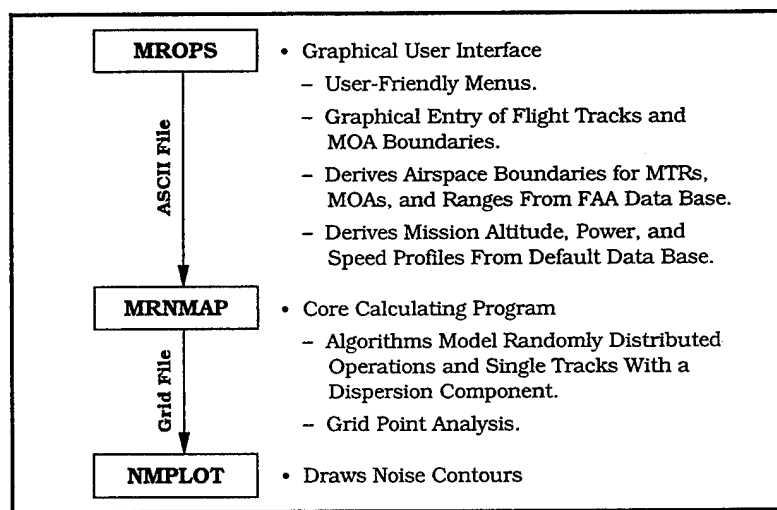 MROPS
• Graphical User Interface
– User-Friendly Menus.
– Graphical Entry of Flight Tracks and
MOA Boundaries.
– Derives Airspace Boundaries for MTRs,
MOAs, and Ranges From FAA Data Base.
– Derives Mission Altitude, Power, and
Speed Profiles From Default Data Base.
ASCII File
MRNMAP
• Core Calculating Program
– Algorithms Model Randomly Distributed
Operations and Single Tracks With a
Dispersion Component.
– Grid Point Analysis.
Grid File
NMPLOT
• Draws Noise Contours